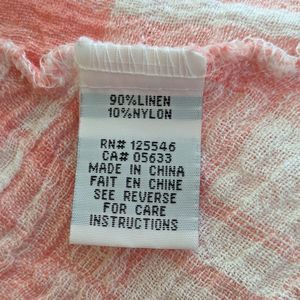 90%LINEN
10%NYLON
RN# 125546
CA# 05633
MADE IN CHINA
FAIT EN CHINE
SEE REVERSE
FOR CARE
INSTRUCTIONS